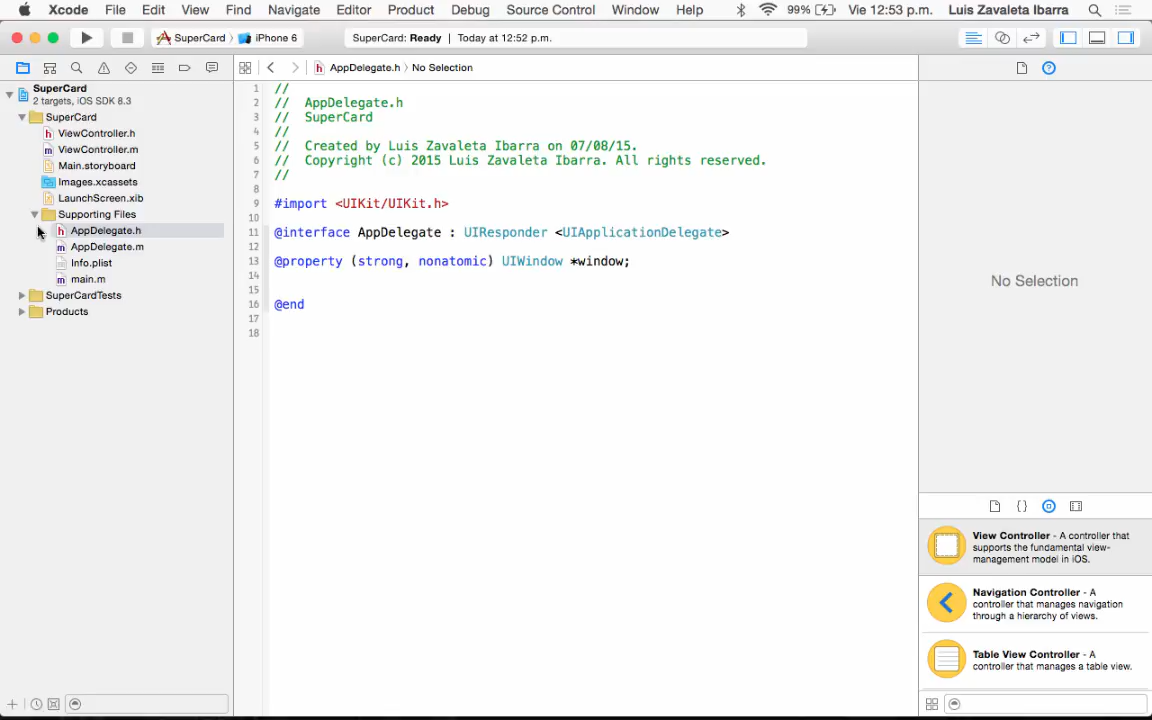 Xcode File Edit View Find Navigate Editor Product Debug Source Control Window Help 99% Vie 12:53 p.m. Luis Zavaleta Ibarra
SuperCard iPhone 6 SuperCard: Ready Today at 12:52 p.m.
AppDelegate.h No Selection
SuperCard
2 targets, iOS SDK 8.3
SuperCard
h ViewController.h
m ViewController.m
Main.storyboard
Images.xcassets
LaunchScreen.xib
Supporting Files
h AppDelegate.h
m AppDelegate.m
Info.plist
m main.m
SuperCardTests
Products
1 //
2 // AppDelegate.h
3 // SuperCard
4 //
5 // Created by Luis Zavaleta Ibarra on 07/08/15.
6 // Copyright (c) 2015 Luis Zavaleta Ibarra. All rights reserved.
7 //
8
9 #import <UIKit/UIKit.h>
10
11 @interface AppDelegate : UIResponder <UIApplicationDelegate>
12
13 @property (strong, nonatomic) UIWindow *window;
14
15
16 @end
17
18
No Selection
View Controller - A controller that
supports the fundamental view-
management model in iOS.
Navigation Controller - A
controller that manages navigation
through a hierarchy of views.
Table View Controller - A
controller that manages a table view.